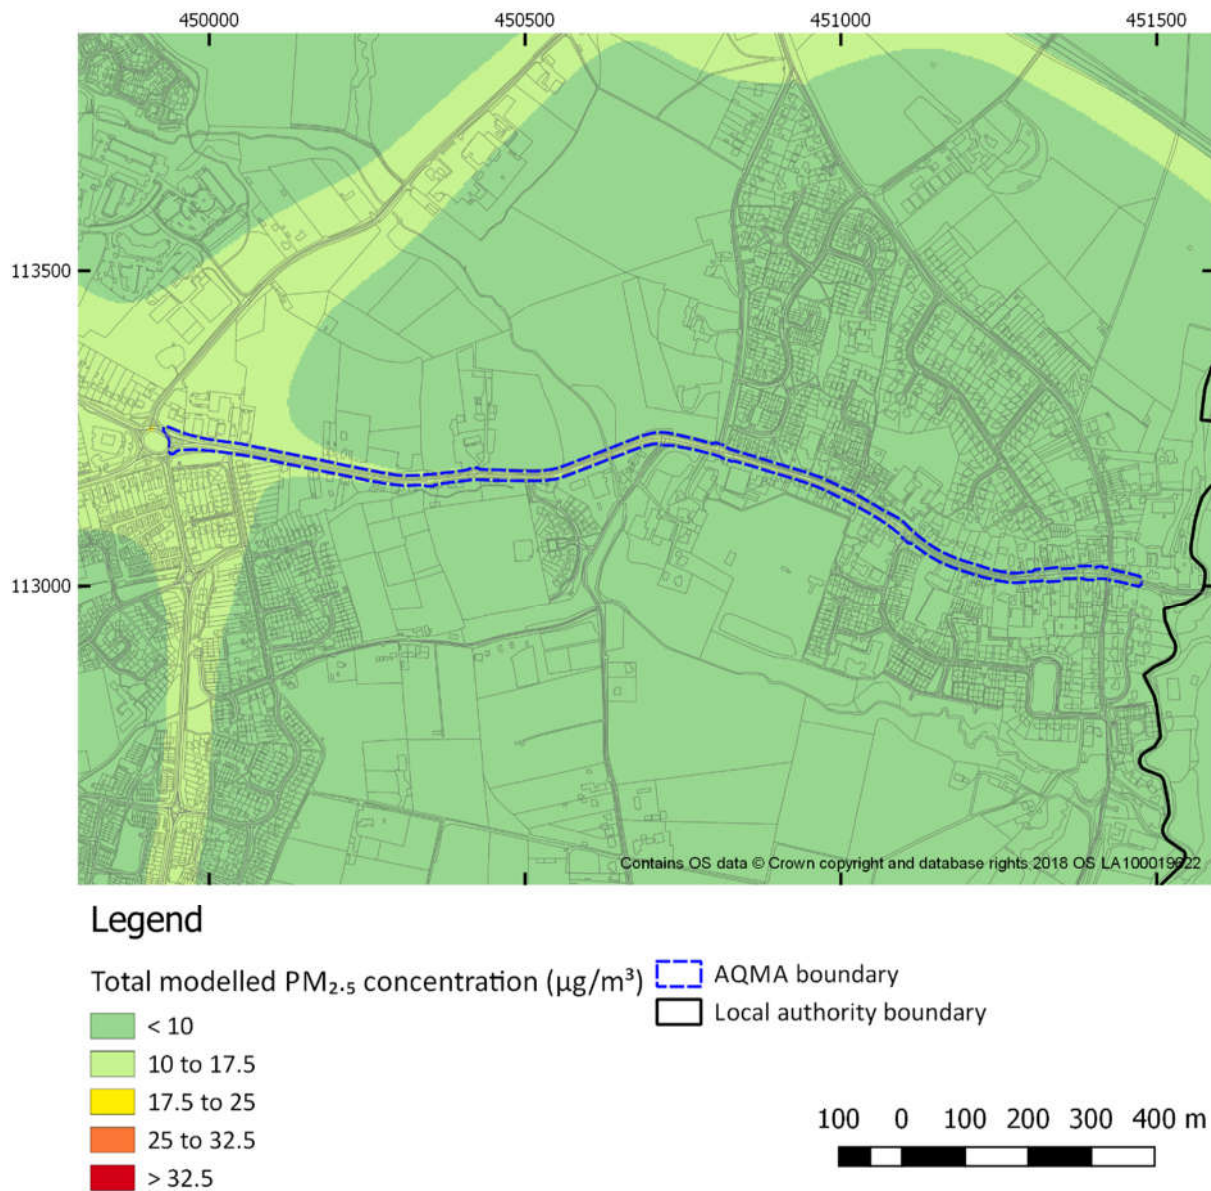 450000 450500 451000 451500
113500
113000
Contains OS data © Crown copyright and database rights 2018 OS LA100019622
Legend
Total modelled PM₂.₅ concentration (μg/m³)
< 10
10 to 17.5
17.5 to 25
25 to 32.5
> 32.5
AQMA boundary
Local authority boundary
100 0 100 200 300 400 m